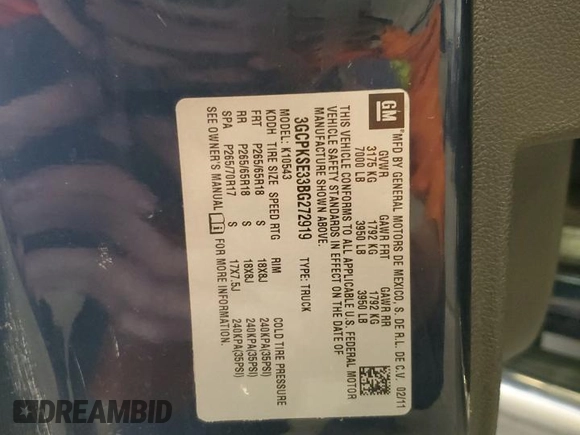 GM
MFD BY GENERAL MOTORS DE MEXICO, S. DE R.L. DE C.V. 02/11
GVWR GAWR FRT GAWR RR
3175 KG 1792 KG 1792 KG
7000 LB 3950 LB 3950 LB
THIS VEHICLE CONFORMS TO ALL APPLICABLE U.S. FEDERAL MOTOR
VEHICLE SAFETY STANDARDS IN EFFECT ON THE DATE OF
MANUFACTURE SHOWN ABOVE.
3GCPKSE33BG272919 TYPE: TRUCK
MODEL: K10543
KDDH TIRE SIZE SPEED RTG RIM COLD TIRE PRESSURE
FRT P265/65R18 S 18X8J 240KPA(35PSI)
RR P265/65R18 S 18X8J 240KPA(35PSI)
SPA P265/70R17 S 17X7.5J 240KPA(35PSI)
SEE OWNER'S MANUAL FOR MORE INFORMATION.
DREAMBID